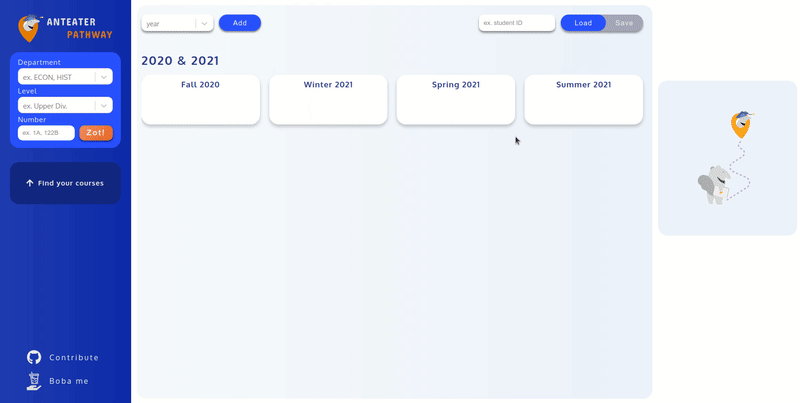 ANTEATER
PATHWAY
Department
ex. ECON, HIST
Level
ex. Upper Div.
Number
ex. 1A, 122B
Zot!
Find your courses
Contribute
Boba me
year
Add
ex. student ID
Load
Save
2020 & 2021
Fall 2020
Winter 2021
Spring 2021
Summer 2021